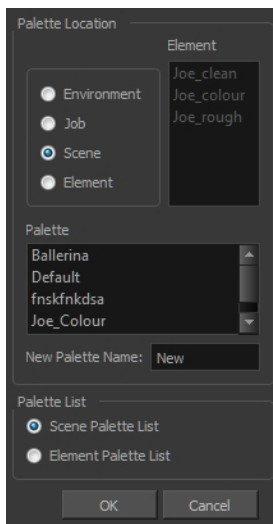 Palette Location
Element
Environment
Job
Scene
Element
Joe_clean
Joe_colour
Joe_rough
Palette
Ballerina
Default
fnskfnkdsa
Joe_Colour
New Palette Name: New
Palette List
Scene Palette List
Element Palette List
OK Cancel